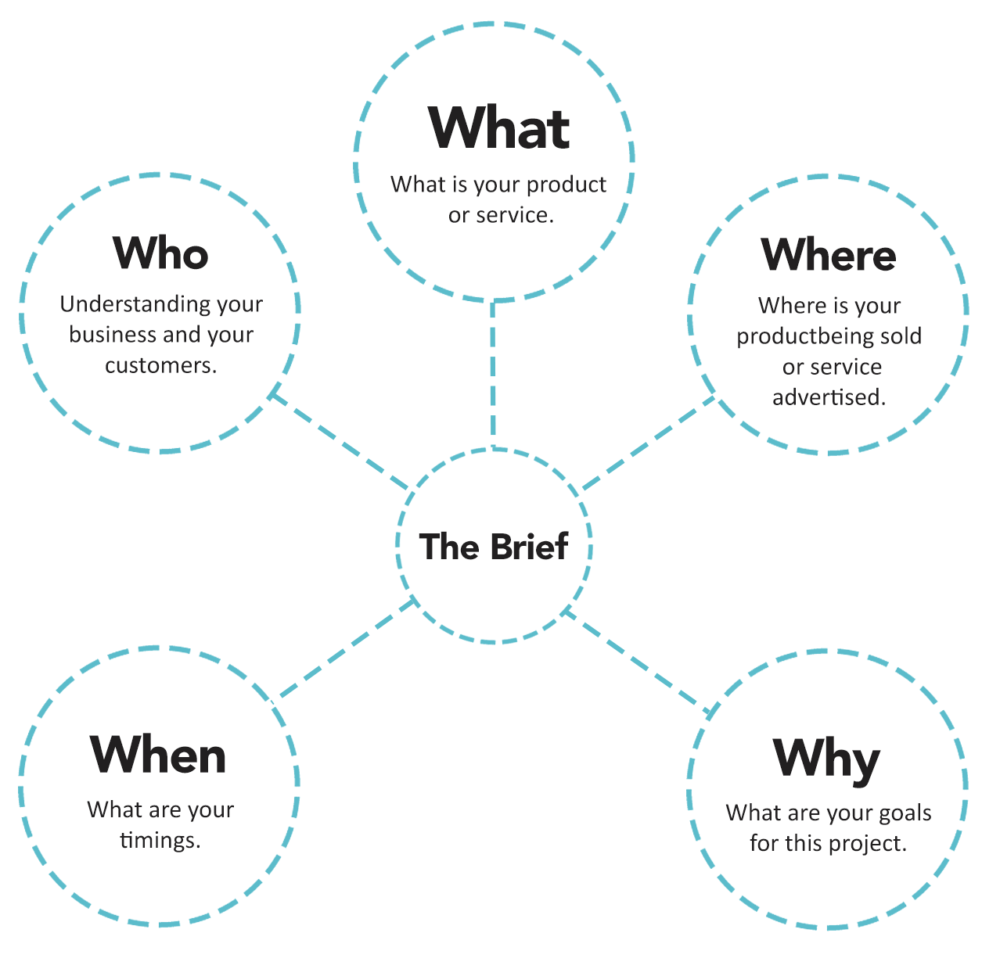 What
What is your product
or service.
Who
Understanding your
business and your
customers.
Where
Where is your
productbeing sold
or service
advertised.
The Brief
When
What are your
timings.
Why
What are your goals
for this project.